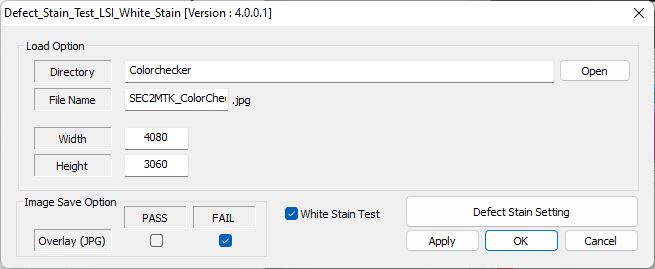 Defect_Stain_Test_LSI_White_Stain [Version : 4.0.0.1]
Load Option
Directory Colorchecker Open
File Name SEC2MTK_ColorChe .jpg
Width 4080
Height 3060
Image Save Option
PASS FAIL
Overlay (JPG)
White Stain Test
Defect Stain Setting
Apply OK Cancel